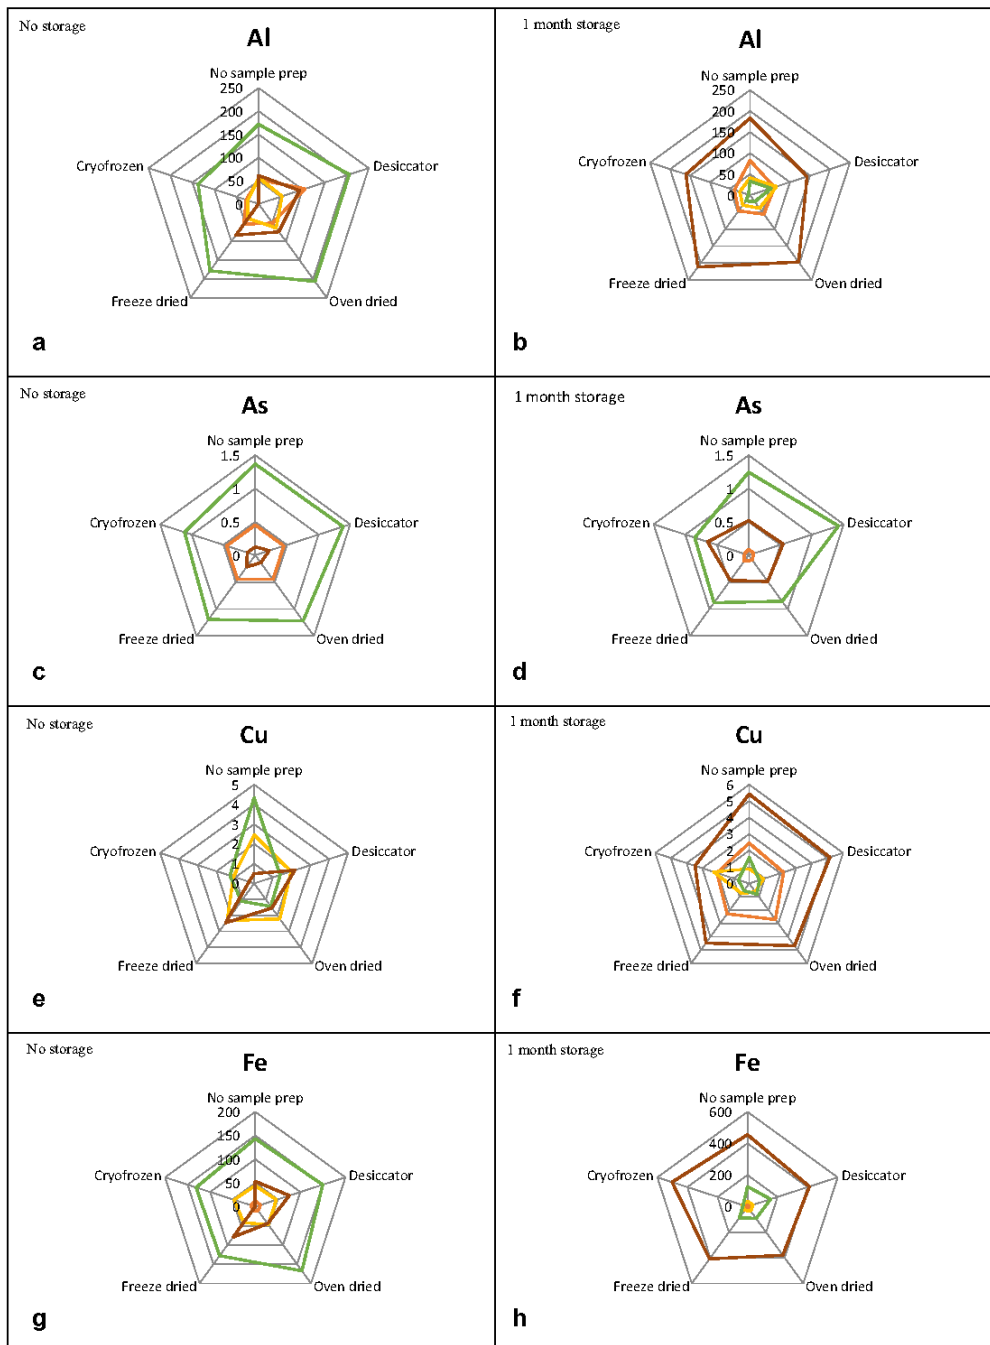 No storage
Al
No sample prep
250
200
150
100
50
0
Desiccator
Oven dried
Freeze dried
Cryofrozen
a
1 month storage
Al
No sample prep
250
200
150
100
50
0
Desiccator
Oven dried
Freeze dried
Cryofrozen
b
No storage
As
No sample prep
1.5
1
0.5
0
Desiccator
Oven dried
Freeze dried
Cryofrozen
c
1 month storage
As
No sample prep
1.5
1
0.5
0
Desiccator
Oven dried
Freeze dried
Cryofrozen
d
No storage
Cu
No sample prep
5
4
3
2
1
0
Desiccator
Oven dried
Freeze dried
Cryofrozen
e
1 month storage
Cu
No sample prep
6
5
4
3
2
1
0
Desiccator
Oven dried
Freeze dried
Cryofrozen
f
No storage
Fe
No sample prep
200
150
100
50
0
Desiccator
Oven dried
Freeze dried
Cryofrozen
g
1 month storage
Fe
No sample prep
600
400
200
0
Desiccator
Oven dried
Freeze dried
Cryofrozen
h